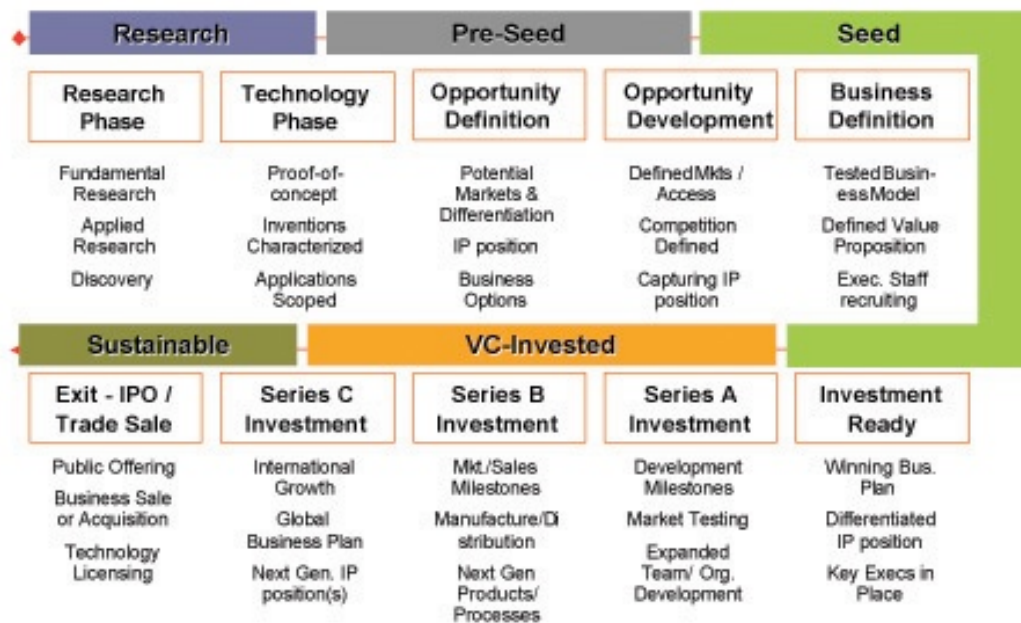 Research Pre-Seed Seed
Research
Phase
Technology
Phase
Opportunity
Definition
Opportunity
Development
Business
Definition
Fundamental
Research
Applied
Research
Discovery
Proof-of-
concept
Inventions
Characterized
Applications
Scoped
Potential
Markets &
Differentiation
IP position
Business
Options
DefinedMkts /
Access
Competition
Defined
Capturing IP
position
TestedBusin-
essModel
Defined Value
Proposition
Exec. Staff
recruiting
Sustainable VC-Invested
Exit - IPO /
Trade Sale
Series C
Investment
Series B
Investment
Series A
Investment
Investment
Ready
Public Offering
Business Sale
or Acquisition
Technology
Licensing
International
Growth
Global
Business Plan
Next Gen. IP
position(s)
Mkt./Sales
Milestones
Manufacture/Di
stribution
Next Gen
Products/
Processes
Development
Milestones
Market Testing
Expanded
Team/ Org.
Development
Winning Bus.
Plan
Differentiated
IP position
Key Execs in
Place